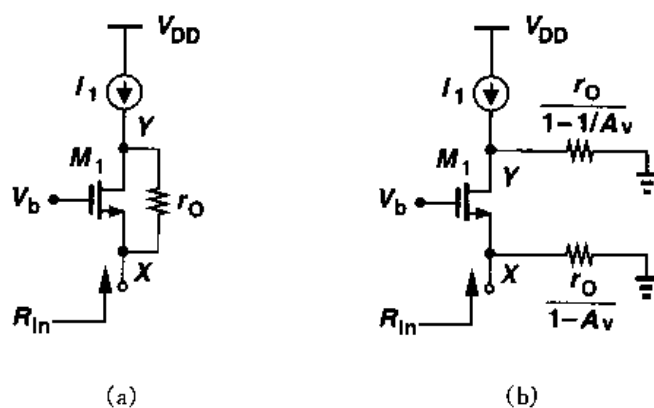 V_DD
I_1
Y
M_1
V_b
r_O
X
R_in
(a)
V_DD
I_1
r_O
1-1/A_v
M_1
Y
V_b
X
r_O
1-A_v
R_in
(b)